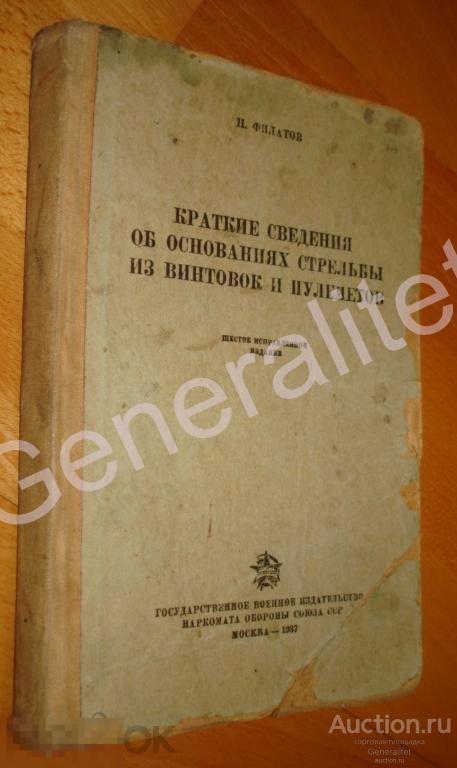 Н. ФИЛАТОВ
КРАТКИЕ СВЕДЕНИЯ
ОБ ОСНОВАНИЯХ СТРЕЛЬБЫ
ИЗ ВИНТОВОК И ПУЛЕМЕТОВ
ШЕСТОЕ ИСПРАВЛЕННОЕ
ИЗДАНИЕ
Generalitet
ГОСУДАРСТВЕННОЕ ВОЕННОЕ ИЗДАТЕЛЬСТВО
НАРКОМАТА ОБОРОНЫ СОЮЗА ССР
МОСКВА — 1937
OK
Auction.ru
торговая площадка
Generalitet
auction.ru